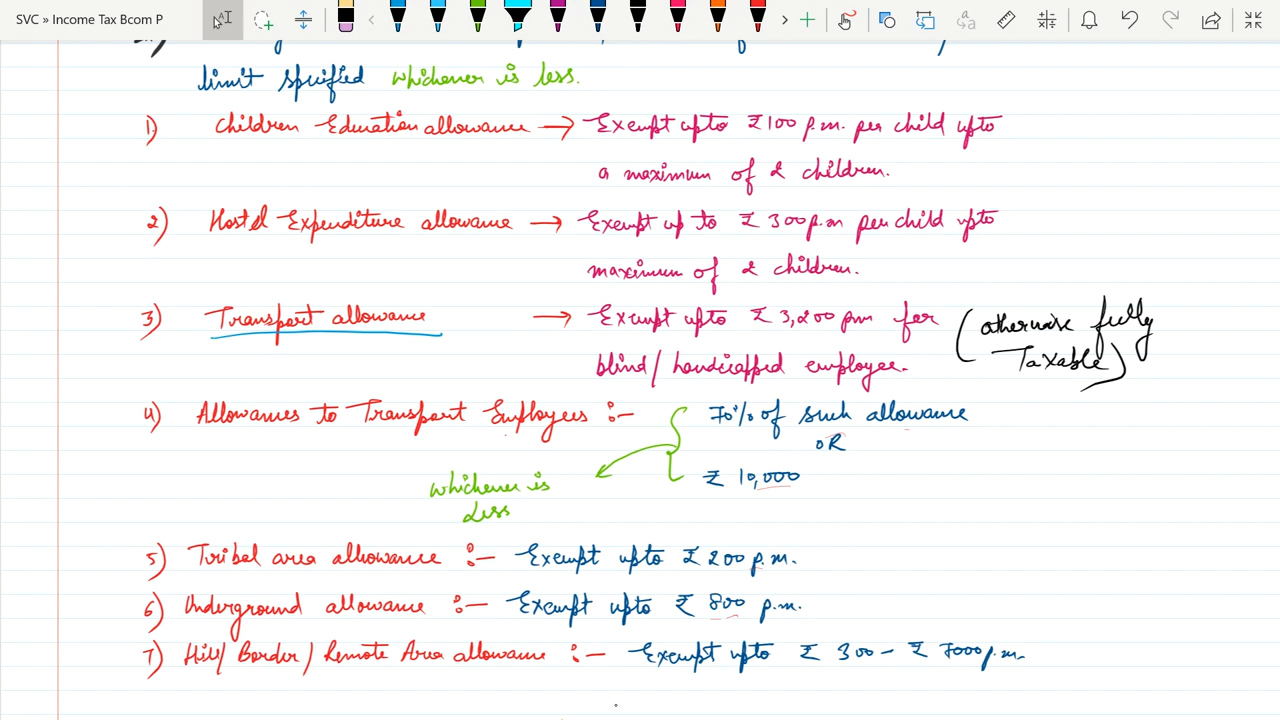 SVC » Income Tax Bcom P
limit specified whichever is less.
1) Children Education allowance → Exempt upto ₹100 p.m. per child upto
a maximum of 2 children.
2) Hostel Expenditure allowance → Exempt up to ₹ 300 p.m per child upto
maximum of 2 children.
3) Transport allowance → Exempt upto ₹ 3,200 pm for (otherwise fully
blind/ handicapped employee. Taxable)
4) Allowances to Transport Employees :- 70% of such allowance
OR
₹ 10,000
whichever is
Less
5) Tribal area allowance :- Exempt upto ₹ 200 p.m.
6) Underground allowance :- Exempt upto ₹ 800 p.m.
7) Hill/ Border/ Remote Area allowance :- Exempt upto ₹ 300 - ₹ 7000 p.m.